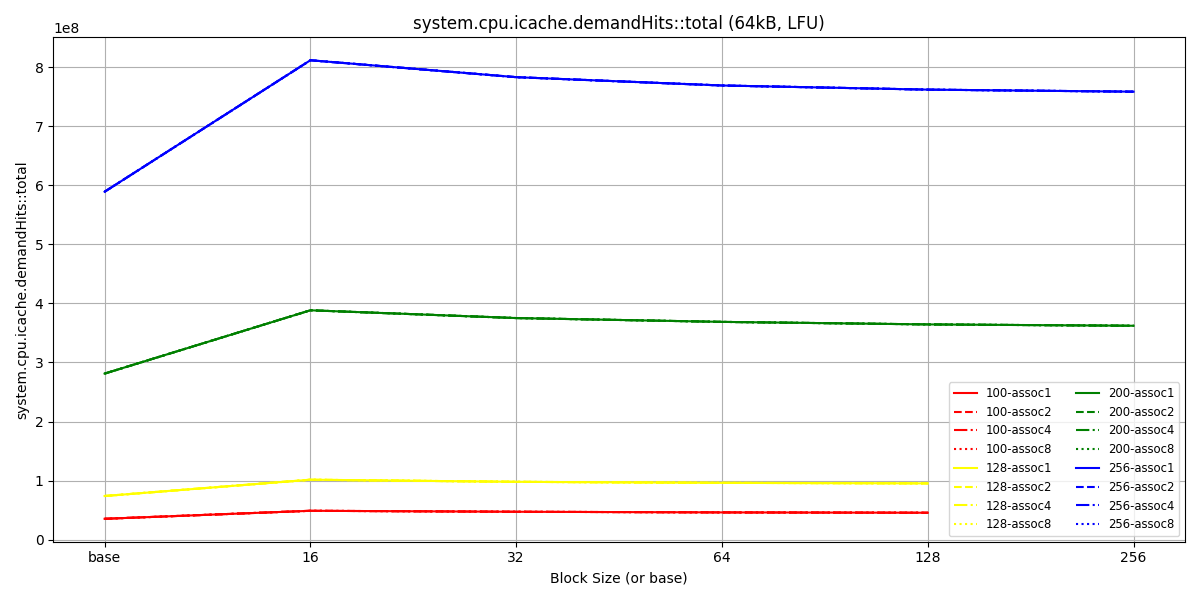 system.cpu.icache.demandHits::total (64kB, LFU)
1e8
system.cpu.icache.demandHits::total
8
7
6
5
4
3
2
1
0
base 16 32 64 128 256
Block Size (or base)
100-assoc1
100-assoc2
100-assoc4
100-assoc8
128-assoc1
128-assoc2
128-assoc4
128-assoc8
200-assoc1
200-assoc2
200-assoc4
200-assoc8
256-assoc1
256-assoc2
256-assoc4
256-assoc8